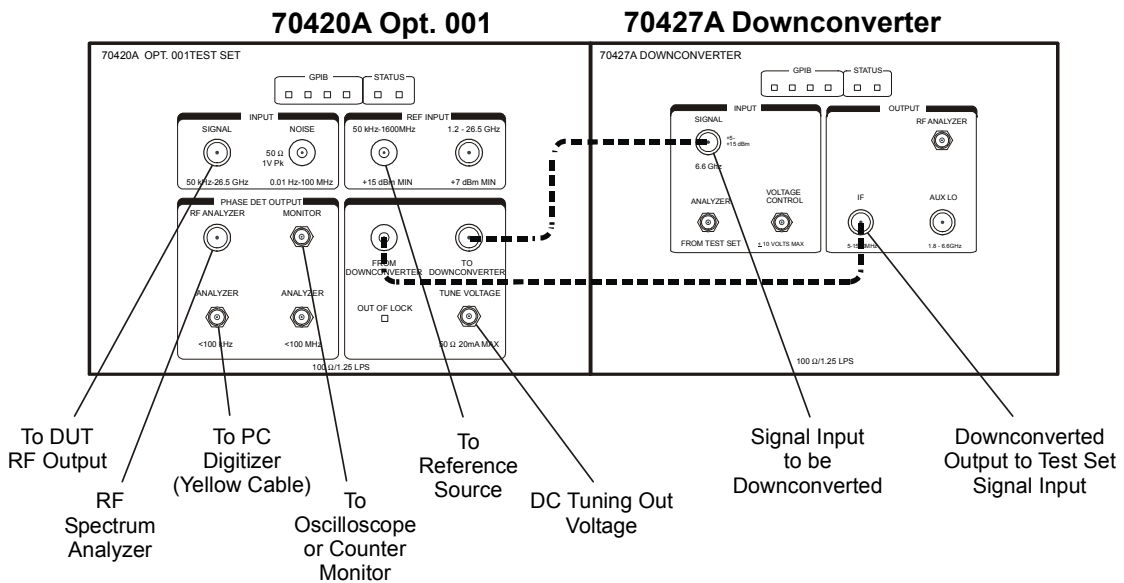 70420A Opt. 001
70427A Downconverter
70420A OPT. 001TEST SET
GPIB
STATUS
INPUT
SIGNAL
NOISE
50 Ω
1V Pk
50 kHz-26.5 GHz
0.01 Hz-100 MHz
REF INPUT
50 kHz-1600MHz
1.2 - 26.5 GHz
+15 dBm MIN
+7 dBm MIN
PHASE DET OUTPUT
RF ANALYZER
MONITOR
ANALYZER
ANALYZER
<100 kHz
<100 MHz
FROM
DOWNCONVERTER
TO
DOWNCONVERTER
OUT OF LOCK
TUNE VOLTAGE
50 Ω 20mA MAX
100 Ω/1.25 LPS
70427A DOWNCONVERTER
GPIB
STATUS
INPUT
SIGNAL
+5-
+15 dBm
6.6 Ghz
ANALYZER
VOLTAGE
CONTROL
FROM TEST SET
± 10 VOLTS MAX
OUTPUT
RF ANALYZER
IF
AUX LO
1.8 - 6.6GHz
100 Ω/1.25 LPS
To DUT
RF Output
RF
Spectrum
Analyzer
To PC
Digitizer
(Yellow Cable)
To
Oscilloscope
or Counter
Monitor
To
Reference
Source
DC Tuning Out
Voltage
Signal Input
to be
Downconverted
Downconverted
Output to Test Set
Signal Input